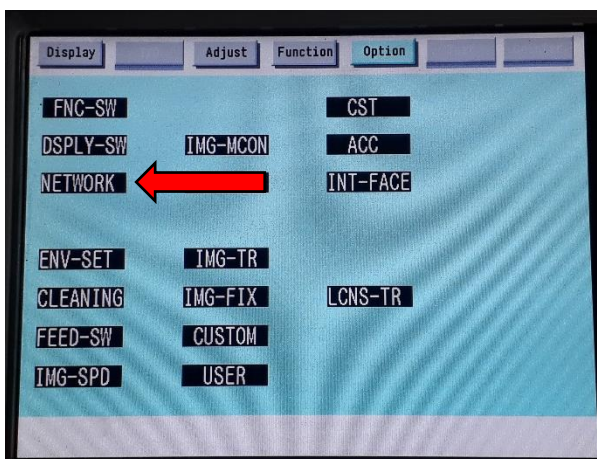 Display Adjust Function Option
FNC-SW CST
DSPLY-SW IMG-MCON ACC
NETWORK INT-FACE
ENV-SET IMG-TR
CLEANING IMG-FIX LCNS-TR
FEED-SW CUSTOM
IMG-SPD USER